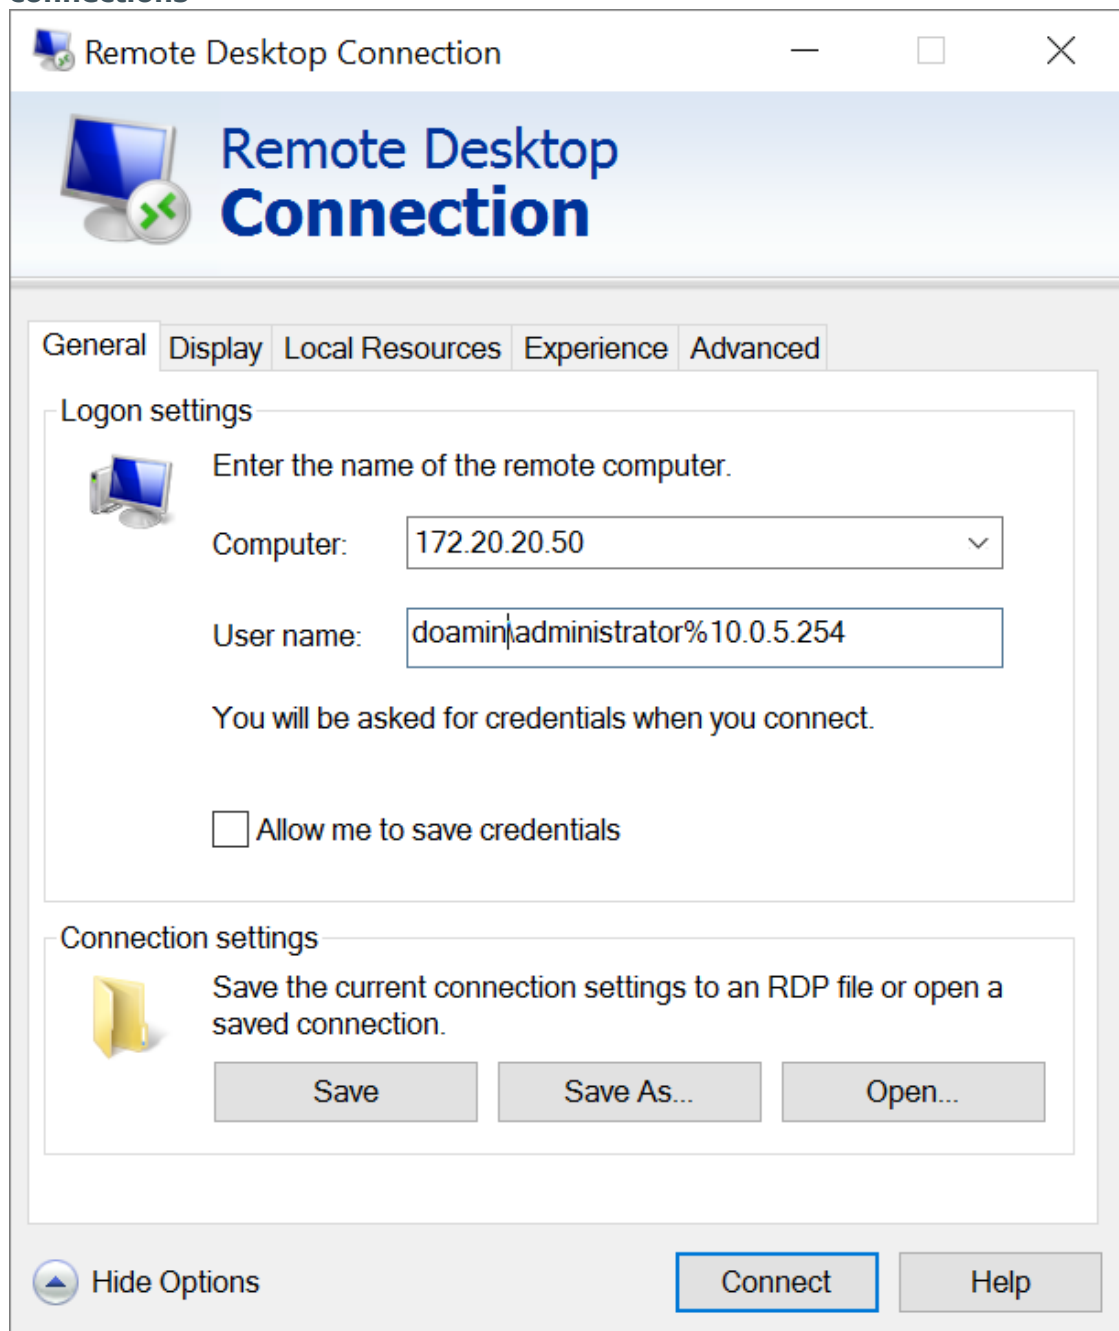 Remote Desktop Connection
Remote Desktop
Connection
General Display Local Resources Experience Advanced
Logon settings
Enter the name of the remote computer.
Computer: 172.20.20.50
User name: doamin\administrator%10.0.5.254
You will be asked for credentials when you connect.
Allow me to save credentials
Connection settings
Save the current connection settings to an RDP file or open a
saved connection.
Save Save As... Open...
Hide Options Connect Help